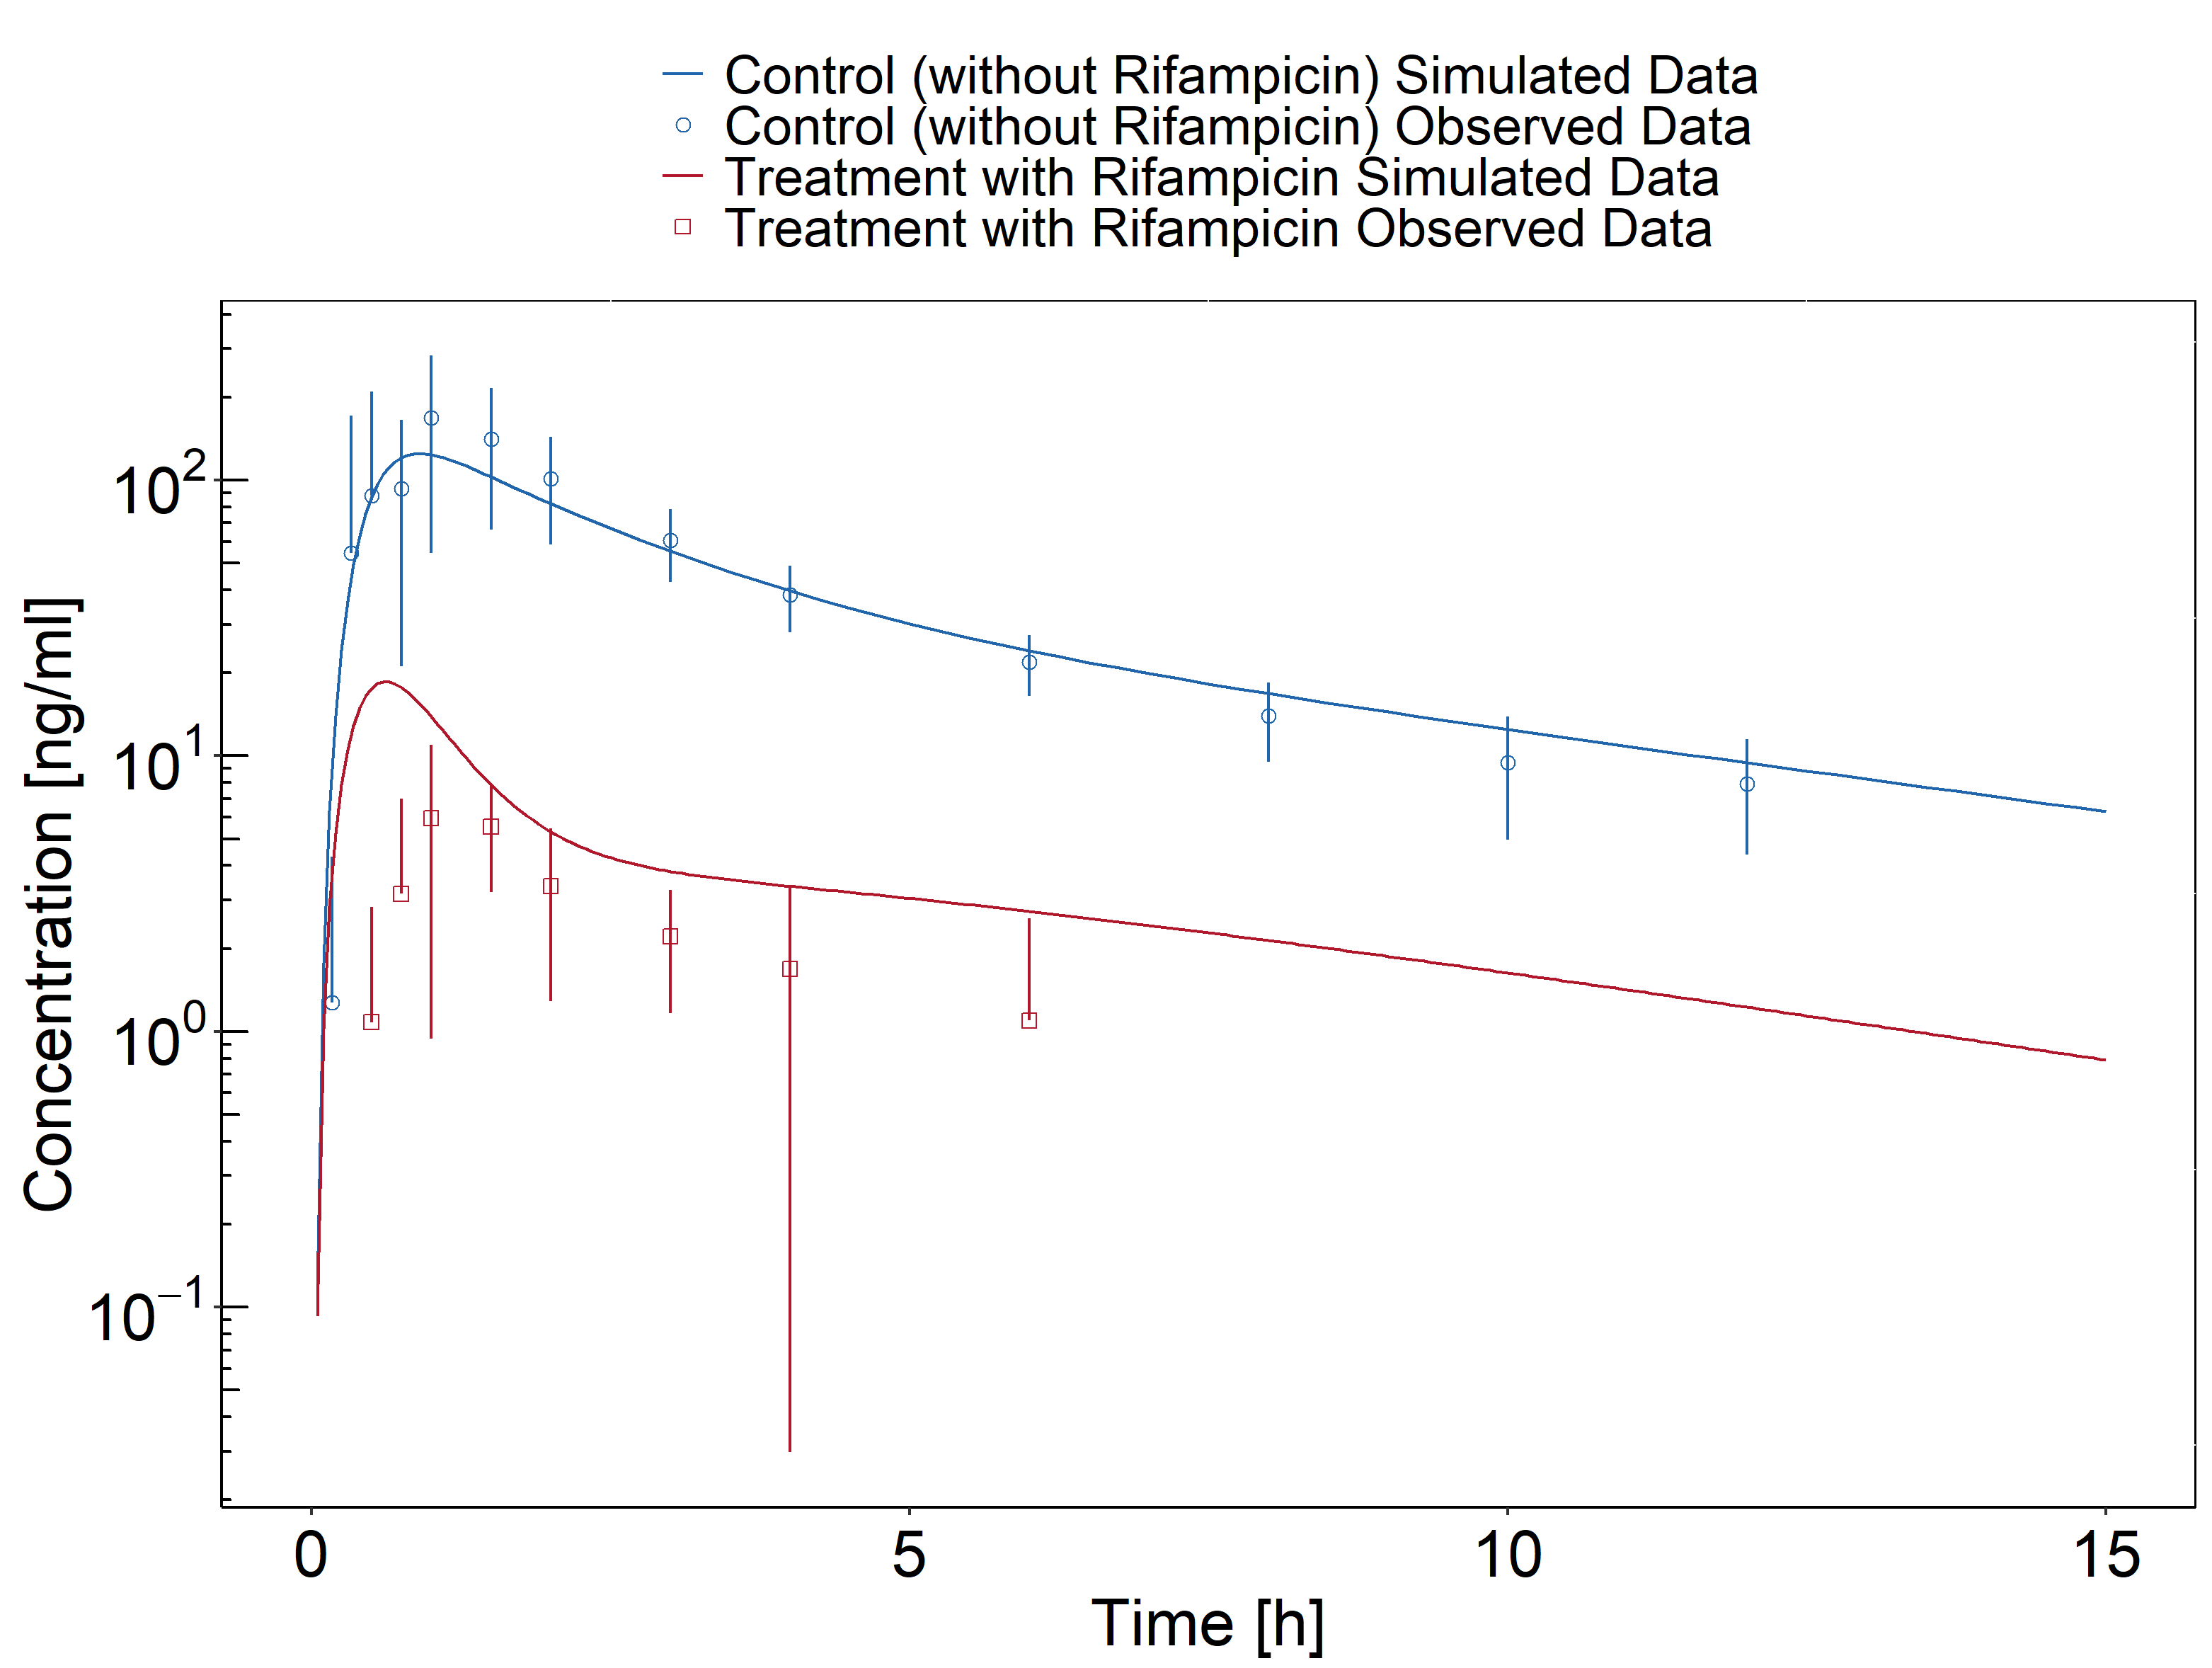 Control (without Rifampicin) Simulated Data
Control (without Rifampicin) Observed Data
Treatment with Rifampicin Simulated Data
Treatment with Rifampicin Observed Data
Concentration [ng/ml]
10²
10¹
10⁰
10⁻¹
0 5 10 15
Time [h]